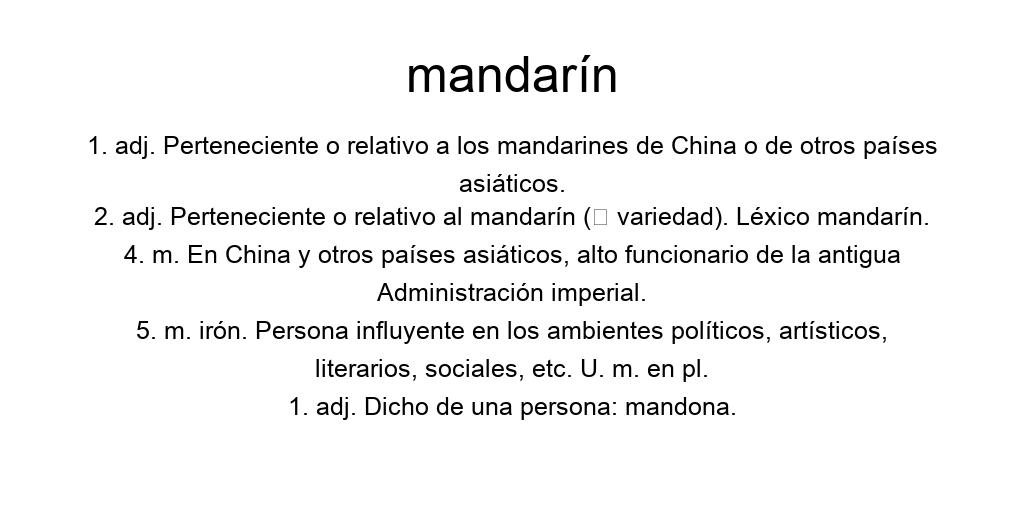 mandarín
1. adj. Perteneciente o relativo a los mandarines de China o de otros países
asiáticos.
2. adj. Perteneciente o relativo al mandarín (□ variedad). Léxico mandarín.
4. m. En China y otros países asiáticos, alto funcionario de la antigua
Administración imperial.
5. m. irón. Persona influyente en los ambientes políticos, artísticos,
literarios, sociales, etc. U. m. en pl.
1. adj. Dicho de una persona: mandona.